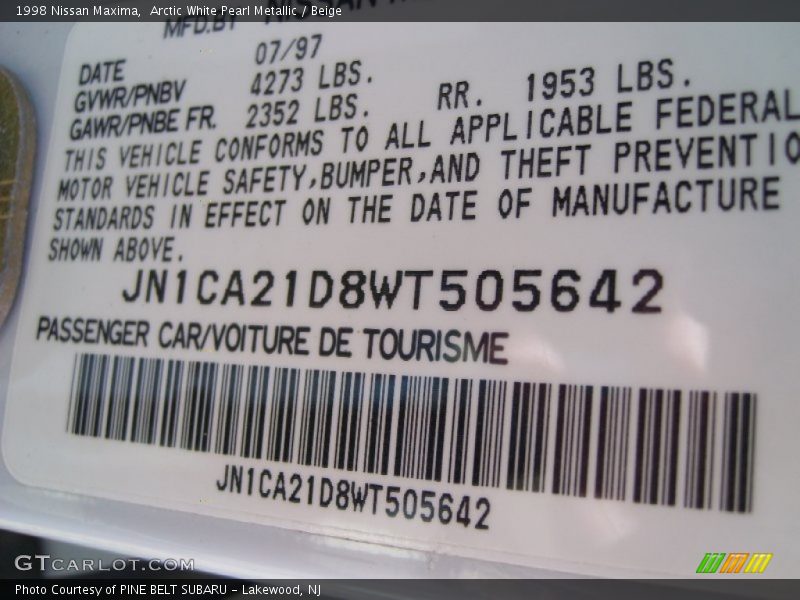 1998 Nissan Maxima, Arctic White Pearl Metallic / Beige
MFD.BY NISSAN
DATE 07/97
GVWR/PNBV 4273 LBS.
GAWR/PNBE FR. 2352 LBS. RR. 1953 LBS.
THIS VEHICLE CONFORMS TO ALL APPLICABLE FEDERAL
MOTOR VEHICLE SAFETY,BUMPER,AND THEFT PREVENTIO
STANDARDS IN EFFECT ON THE DATE OF MANUFACTURE
SHOWN ABOVE.
JN1CA21D8WT505642
PASSENGER CAR/VOITURE DE TOURISME
JN1CA21D8WT505642
GTCARLOT.COM
Photo Courtesy of PINE BELT SUBARU - Lakewood, NJ